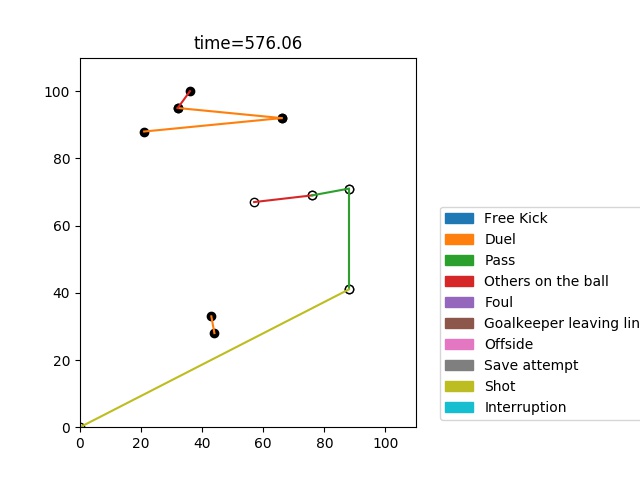 time=576.06
100
80
60
40
20
0
0 20 40 60 80 100
Free Kick
Duel
Pass
Others on the ball
Foul
Goalkeeper leaving lin
Offside
Save attempt
Shot
Interruption